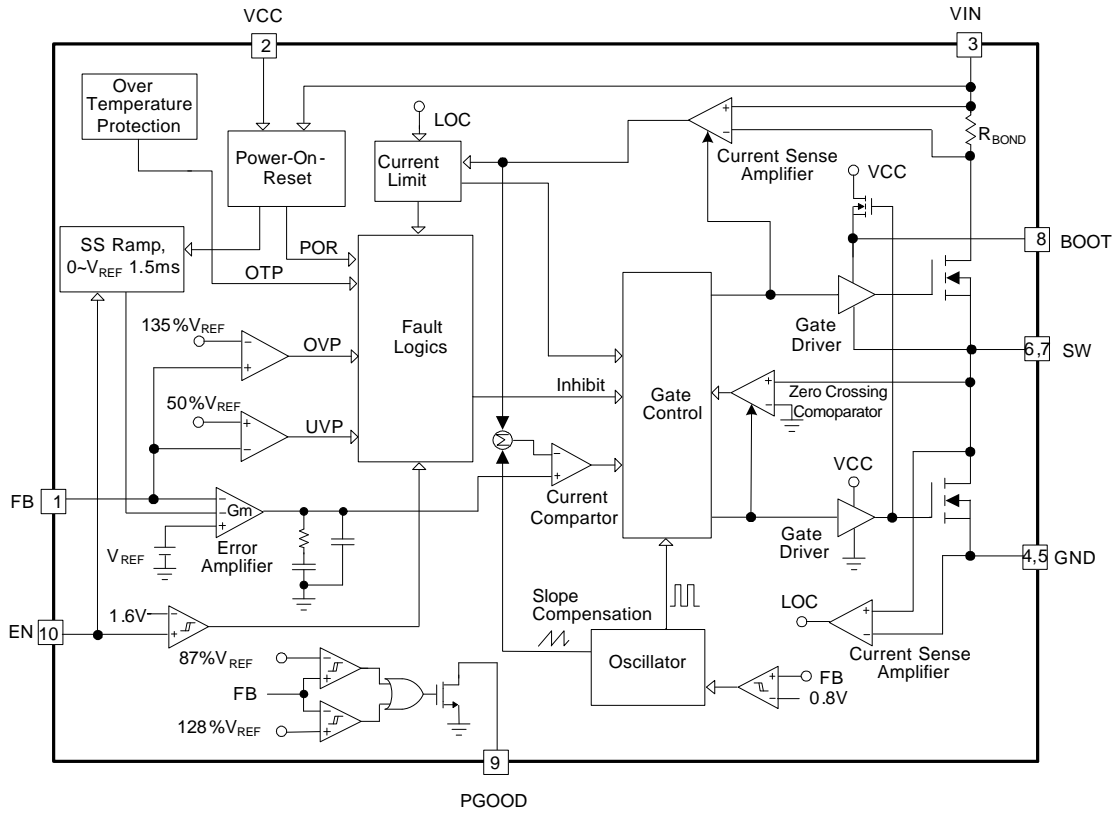 VCC
2
VIN
3
Over
Temperature
Protection
LOC
Power-On-
Reset
Current
Limit
+
−
Current Sense
Amplifier
RBOND
VCC
SS Ramp,
0~VREF 1.5ms
POR
OTP
8
BOOT
Fault
Logics
135%VREF
−
+
OVP
Gate
Driver
6,7
SW
50%VREF
+
−
UVP
Inhibit
Gate
Control
+
−
Zero Crossing
Comoparator
Σ
−
+
Current
Compartor
VCC
Gate
Driver
FB
1
−
−
+
Gm
Error
Amplifier
VREF
4,5
GND
EN
10
1.6V
−
+
Slope
Compensation
LOC
+
−
Current Sense
Amplifier
Oscillator
+
−
FB
0.8V
87%VREF
−
+
FB
−
+
128%VREF
9
PGOOD